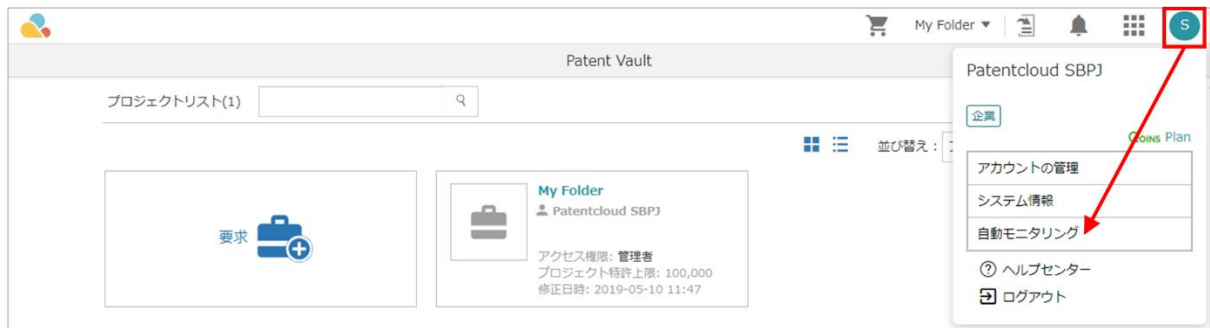 My Folder ▼
S
Patent Vault
Patentcloud SBPJ
プロジェクトリスト(1)
企業
QOINS Plan
並び替え：
アカウントの管理
システム情報
自動モニタリング
ヘルプセンター
ログアウト
要求
My Folder
Patentcloud SBPJ
アクセス権限: 管理者
プロジェクト特許上限: 100,000
修正日時: 2019-05-10 11:47